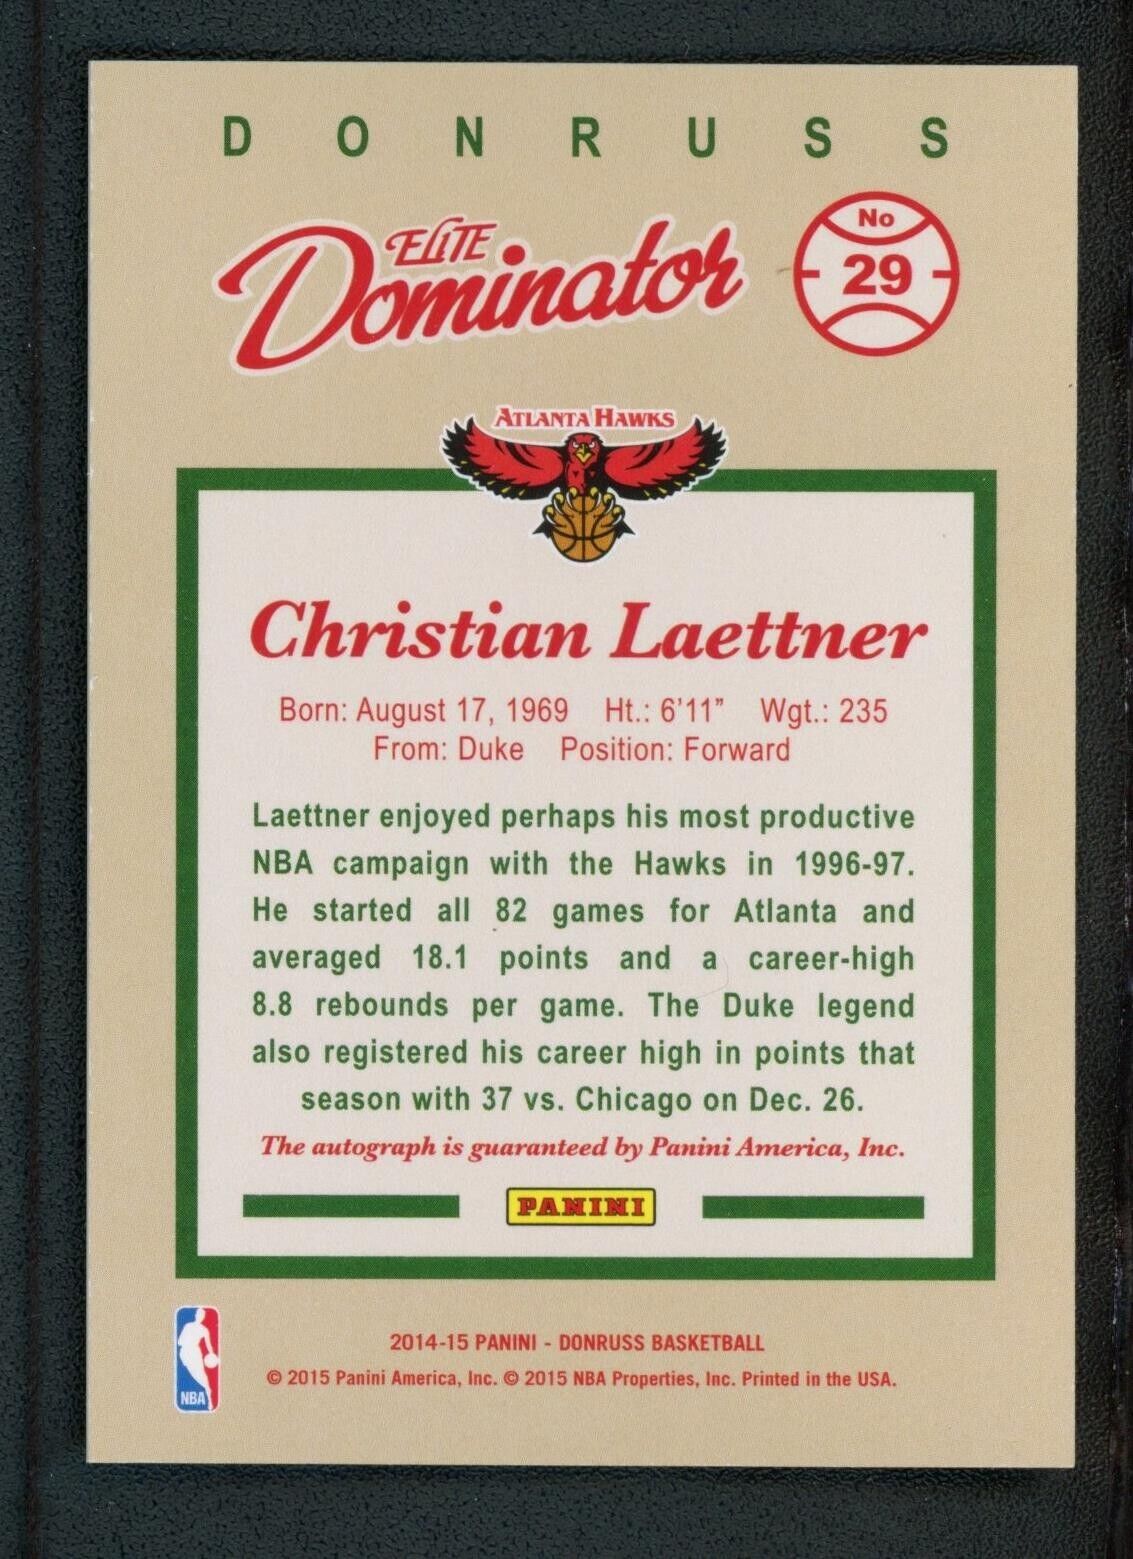 DONRUSS
ELITE
Dominator
No
29
ATLANTA HAWKS
Christian Laettner
Born: August 17, 1969 Ht.: 6'11" Wgt.: 235
From: Duke Position: Forward
Laettner enjoyed perhaps his most productive
NBA campaign with the Hawks in 1996-97.
He started all 82 games for Atlanta and
averaged 18.1 points and a career-high
8.8 rebounds per game. The Duke legend
also registered his career high in points that
season with 37 vs. Chicago on Dec. 26.
The autograph is guaranteed by Panini America, Inc.
PANINI
NBA
2014-15 PANINI - DONRUSS BASKETBALL
© 2015 Panini America, Inc. © 2015 NBA Properties, Inc. Printed in the USA.